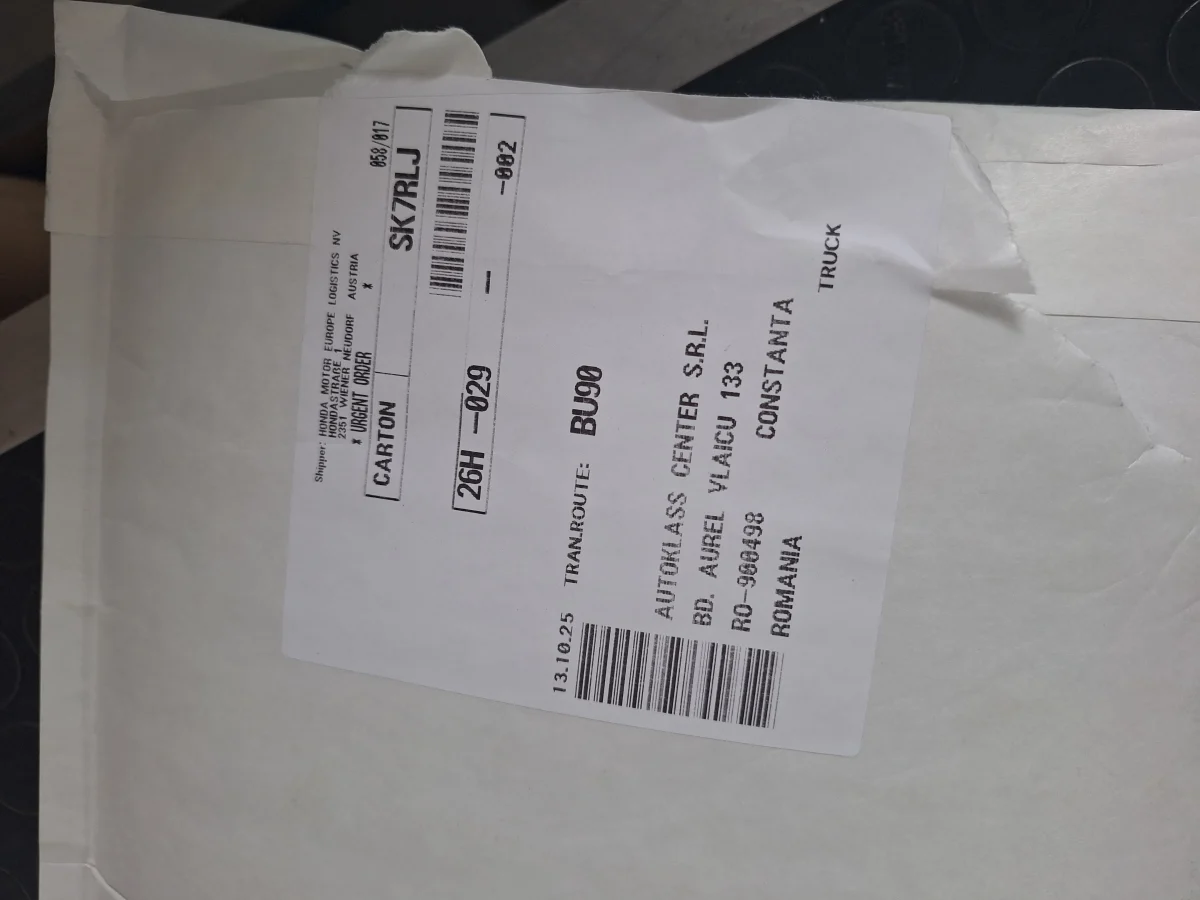 Shipper: HONDA MOTOR EUROPE LOGISTICS NV
HONDASTRAßE 1
2351 WIENER NEUDORF AUSTRIA
* URGENT ORDER *
058/017
CARTON SK7RLJ
26H -029 — -002
13.10.25 TRAN.ROUTE: BU90
AUTOKLASS CENTER S.R.L.
BD. AUREL VLAICU 133
RO-900498 CONSTANTA
ROMANIA
TRUCK